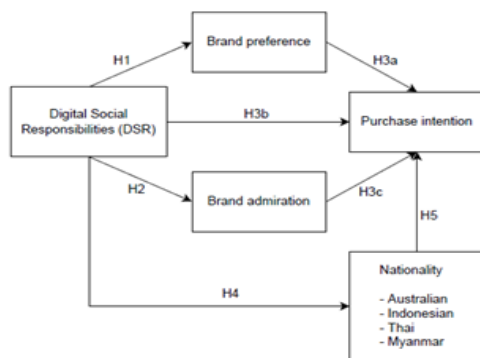 Brand preference
H1
H3a
Digital Social
Responsibilities (DSR)
H3b
Purchase intention
H2
Brand admiration
H3c
H5
Nationality
H4
- Australian
- Indonesian
- Thai
- Myanmar